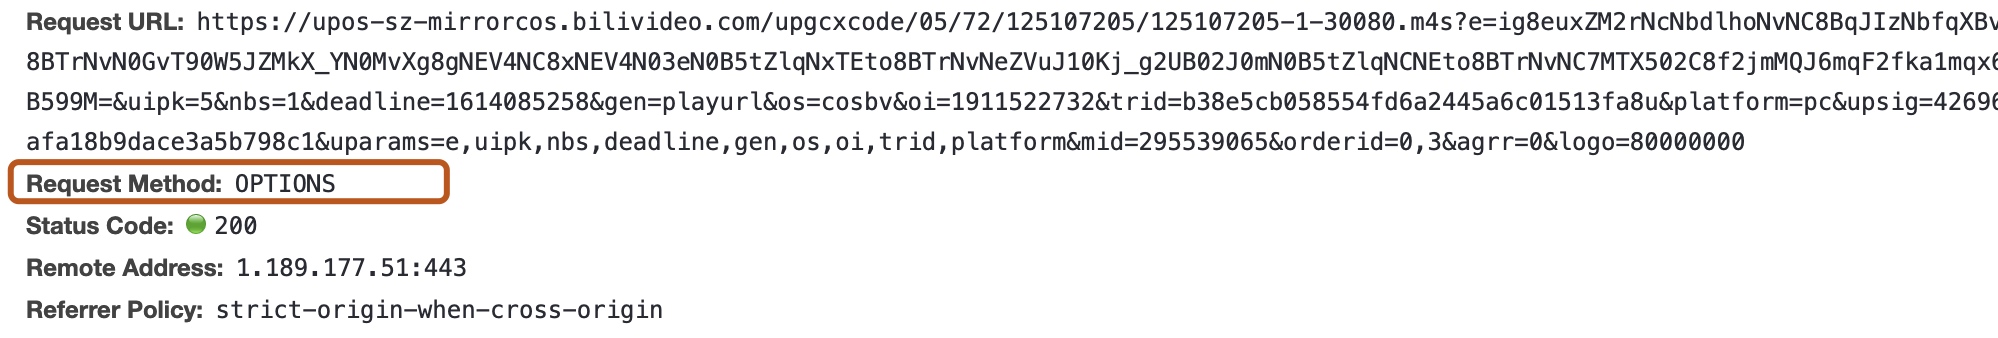 Request URL: https://upos-sz-mirrorcos.bilivideo.com/upgcxcode/05/72/125107205/125107205-1-30080.m4s?e=ig8euxZM2rNcNbdlhoNvNC8BqJIzNbfqXBv
8BTrNvN0GvT90W5JZMkX_YN0MvXg8gNEV4NC8xNEV4N03eN0B5tZlqNxTEto8BTrNvNeZVuJ10Kj_g2UB02J0mN0B5tZlqNCNEto8BTrNvNC7MTX502C8f2jmMQJ6mqF2fka1mqx6
B599M=&uipk=5&nbs=1&deadline=1614085258&gen=playurl&os=cosbv&oi=1911522732&trid=b38e5cb058554fd6a2445a6c01513fa8u&platform=pc&upsig=42696
afa18b9dace3a5b798c1&uparams=e,uipk,nbs,deadline,gen,os,oi,trid,platform&mid=295539065&orderid=0,3&agrr=0&logo=80000000
Request Method: OPTIONS
Status Code: 200
Remote Address: 1.189.177.51:443
Referrer Policy: strict-origin-when-cross-origin